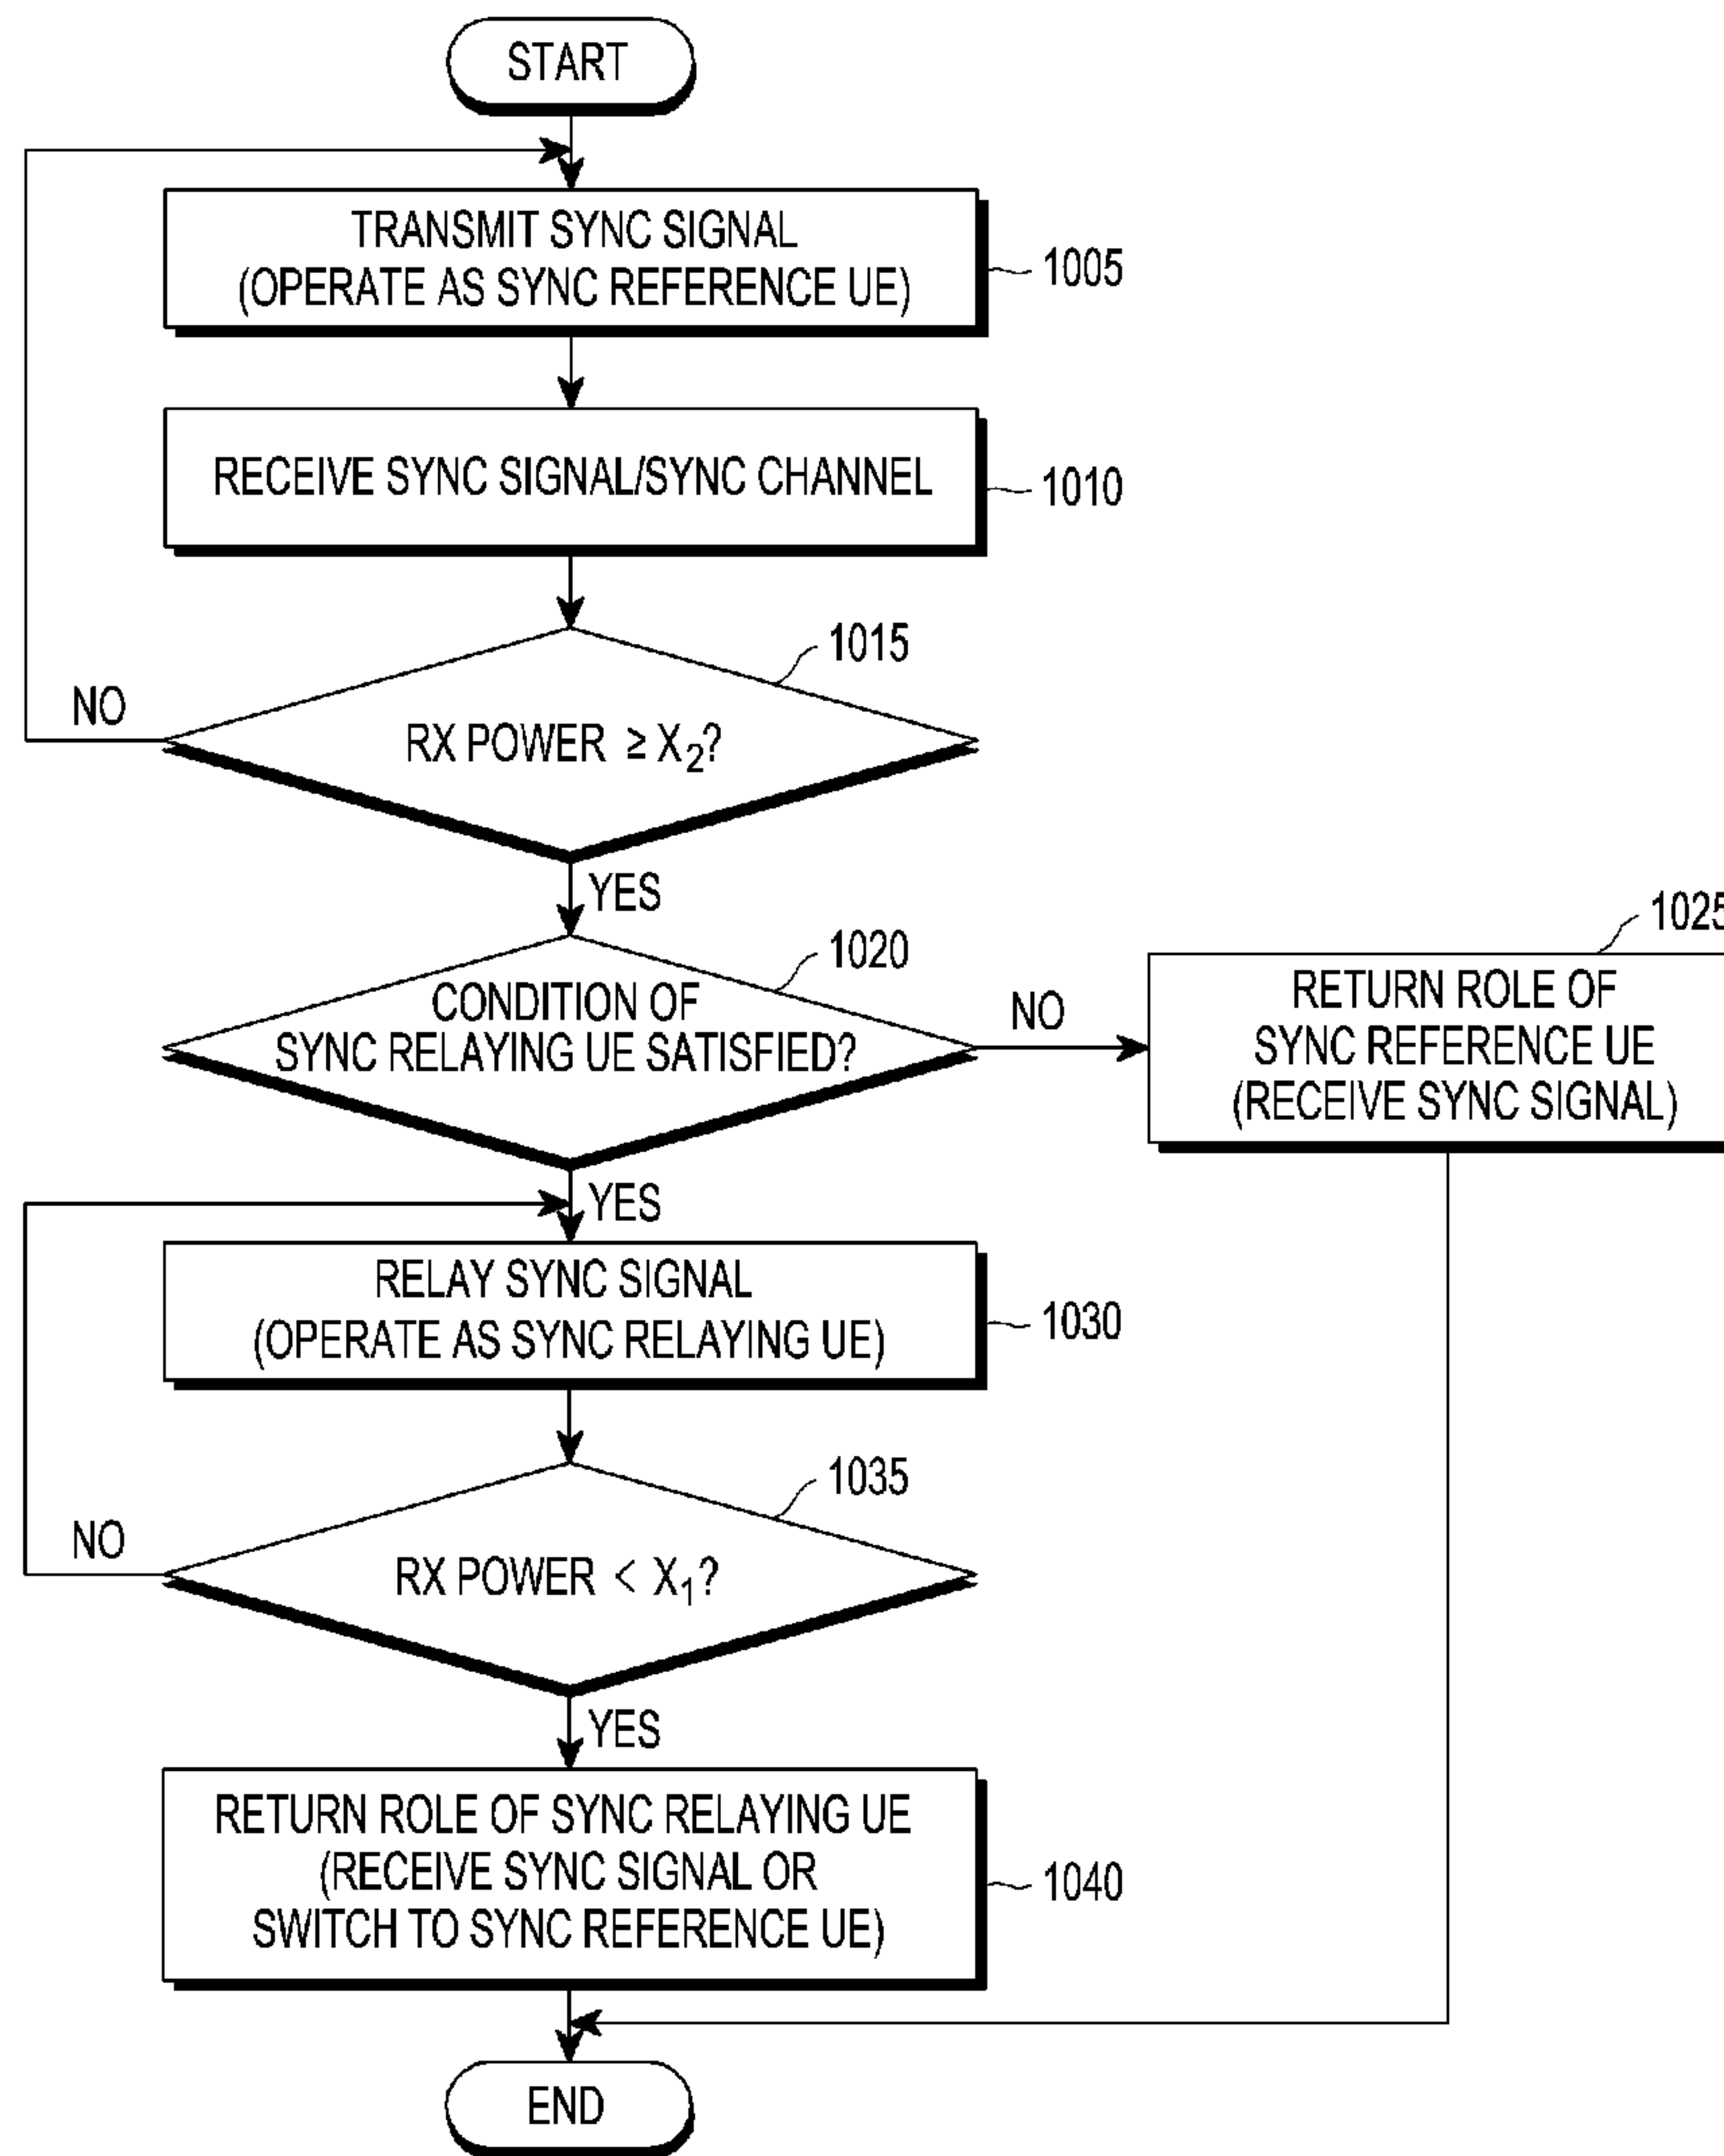 START
TRANSMIT SYNC SIGNAL
(OPERATE AS SYNC REFERENCE UE)
1005
RECEIVE SYNC SIGNAL/SYNC CHANNEL
1010
1015
NO
RX POWER ≥ X2?
YES
1020
CONDITION OF
SYNC RELAYING UE SATISFIED?
NO
1025
RETURN ROLE OF
SYNC REFERENCE UE
(RECEIVE SYNC SIGNAL)
YES
RELAY SYNC SIGNAL
(OPERATE AS SYNC RELAYING UE)
1030
1035
NO
RX POWER < X1?
YES
RETURN ROLE OF SYNC RELAYING UE
(RECEIVE SYNC SIGNAL OR
SWITCH TO SYNC REFERENCE UE)
1040
END